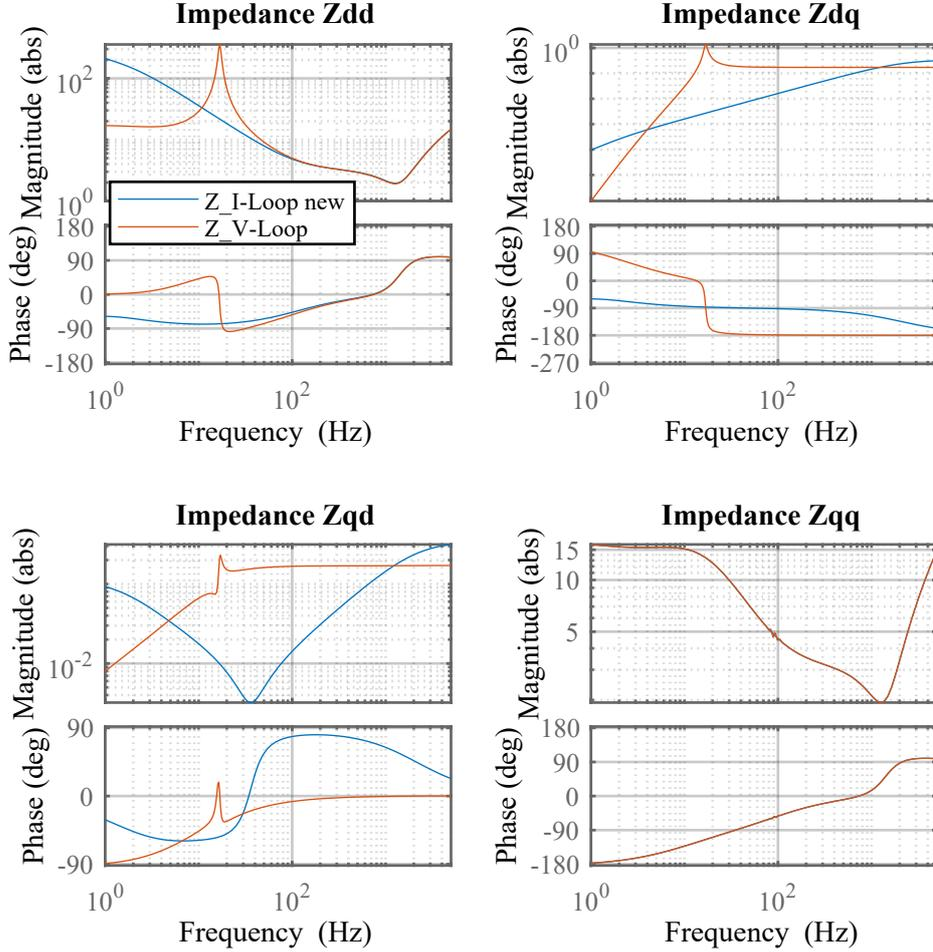 Impedance Zdd
Magnitude (abs)
10^2
10^0
Z_I-Loop new
Z_V-Loop
Phase (deg)
180
90
0
-90
-180
10^0
10^2
Frequency (Hz)
Impedance Zdq
Magnitude (abs)
10^0
Phase (deg)
180
90
0
-90
-180
-270
10^0
10^2
Frequency (Hz)
Impedance Zqd
Magnitude (abs)
10^-2
Phase (deg)
90
0
-90
10^0
10^2
Frequency (Hz)
Impedance Zqq
Magnitude (abs)
15
10
5
Phase (deg)
180
90
0
-90
-180
10^0
10^2
Frequency (Hz)